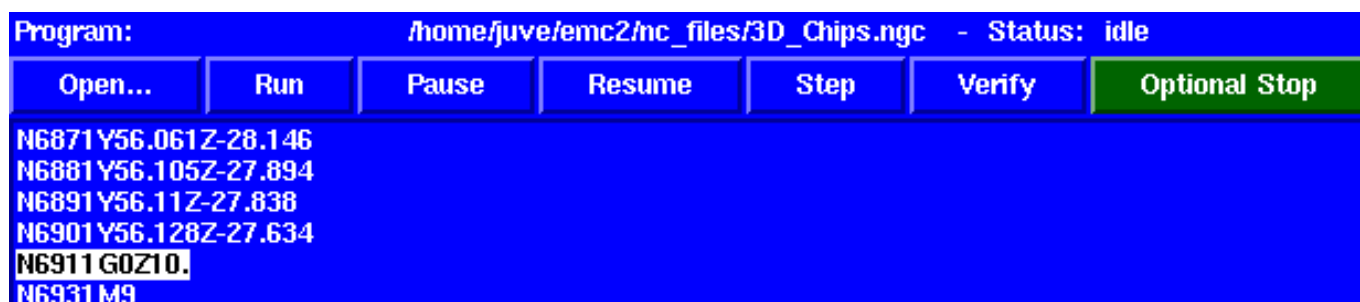 Program: /home/juve/emc2/nc_files/3D_Chips.ngc - Status: idle
Open... Run Pause Resume Step Verify Optional Stop
N6871Y56.061Z-28.146
N6881Y56.105Z-27.894
N6891Y56.11Z-27.838
N6901Y56.128Z-27.634
N6911G0Z10.
N6931M9